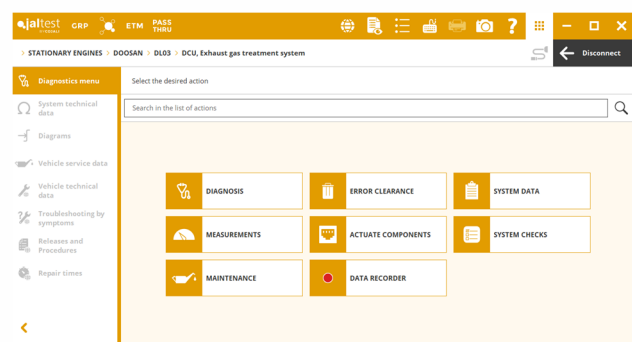 jaltest GRP ETM PASS
BY COJALI THRU
?
STATIONARY ENGINES > DOOSAN > DL03 > DCU, Exhaust gas treatment system
Disconnect
Diagnostics menu
System technical
data
Diagrams
Vehicle service data
Vehicle technical
data
Troubleshooting by
symptoms
Releases and
Procedures
Repair times
Select the desired action
Search in the list of actions
DIAGNOSIS
ERROR CLEARANCE
SYSTEM DATA
MEASUREMENTS
ACTUATE COMPONENTS
SYSTEM CHECKS
MAINTENANCE
DATA RECORDER